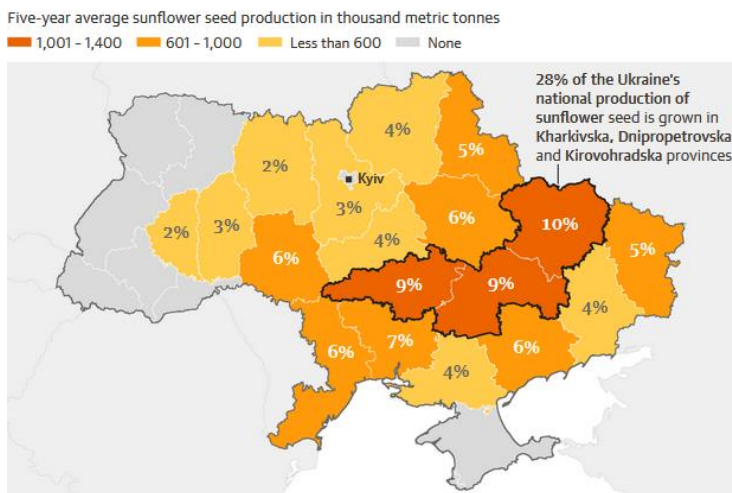 Five-year average sunflower seed production in thousand metric tonnes
1,001 - 1,400 601 - 1,000 Less than 600 None
28% of the Ukraine's
national production of
sunflower seed is grown in
Kharkivska, Dnipropetrovska
and Kirovohradska provinces
4%
5%
2%
Kyiv
3%
6%
10%
2%
3%
4%
5%
6%
9%
9%
4%
6%
7%
6%
4%